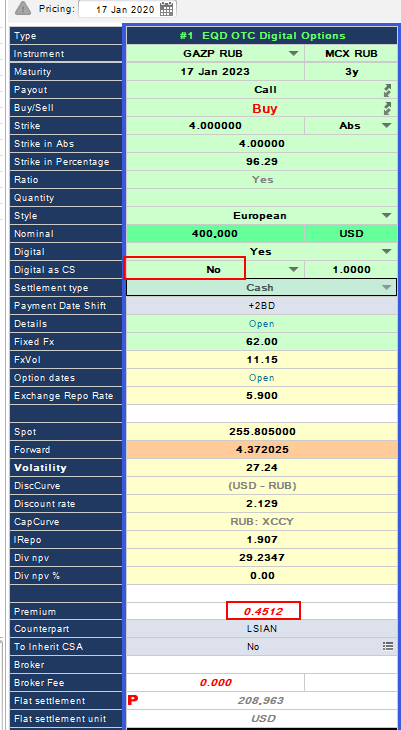 Pricing: 17 Jan 2020
Type #1 EQD OTC Digital Options
Instrument GAZP RUB MCX RUB
Maturity 17 Jan 2023 3y
Payout Call
Buy/Sell Buy
Strike 4.000000 Abs
Strike in Abs 4.00000
Strike in Percentage 96.29
Ratio Yes
Quantity
Style European
Nominal 400,000 USD
Digital Yes
Digital as CS No 1.0000
Settlement type Cash
Payment Date Shift +2BD
Details Open
Fixed Fx 62.00
FxVol 11.15
Option dates Open
Exchange Repo Rate 5.900
Spot 255.805000
Forward 4.372025
Volatility 27.24
DiscCurve (USD - RUB)
Discount rate 2.129
CapCurve RUB: XCCY
IRepo 1.907
Div npv 29.2347
Div npv % 0.00
Premium 0.4512
Counterpart LSIAN
To Inherit CSA No
Broker
Broker Fee 0.000
Flat settlement P 208,963
Flat settlement unit USD